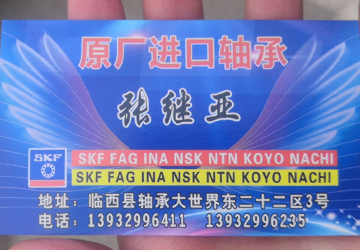 原厂进口轴承
张继亚
SKF
SKF FAG INA NSK NTN KOYO NACHI
SKF FAG INA NSK NTN KOYO NACHI
地址：临西县轴承大世界东二十二区3号
电话：13932996411 13932996235